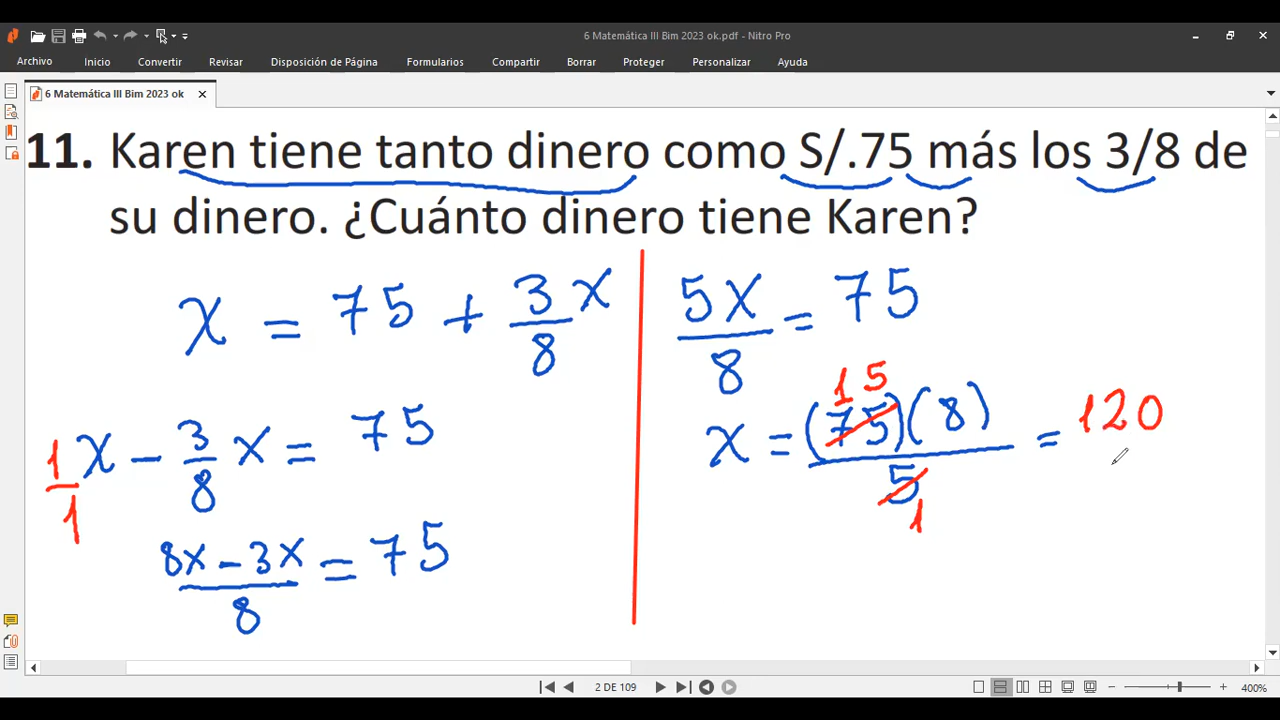 6 Matemática III Bim 2023 ok.pdf - Nitro Pro
Archivo Inicio Convertir Revisar Disposición de Página Formularios Compartir Borrar Proteger Personalizar Ayuda
6 Matemática III Bim 2023 ok
11. Karen tiene tanto dinero como S/.75 más los 3/8 de
su dinero. ¿Cuánto dinero tiene Karen?
x = 75 + 3/8 x
1/1 x - 3/8 x = 75
8x - 3x / 8 = 75
5x / 8 = 75
15
x = (75)(8) / 5 = 120
1
2 DE 109
400%